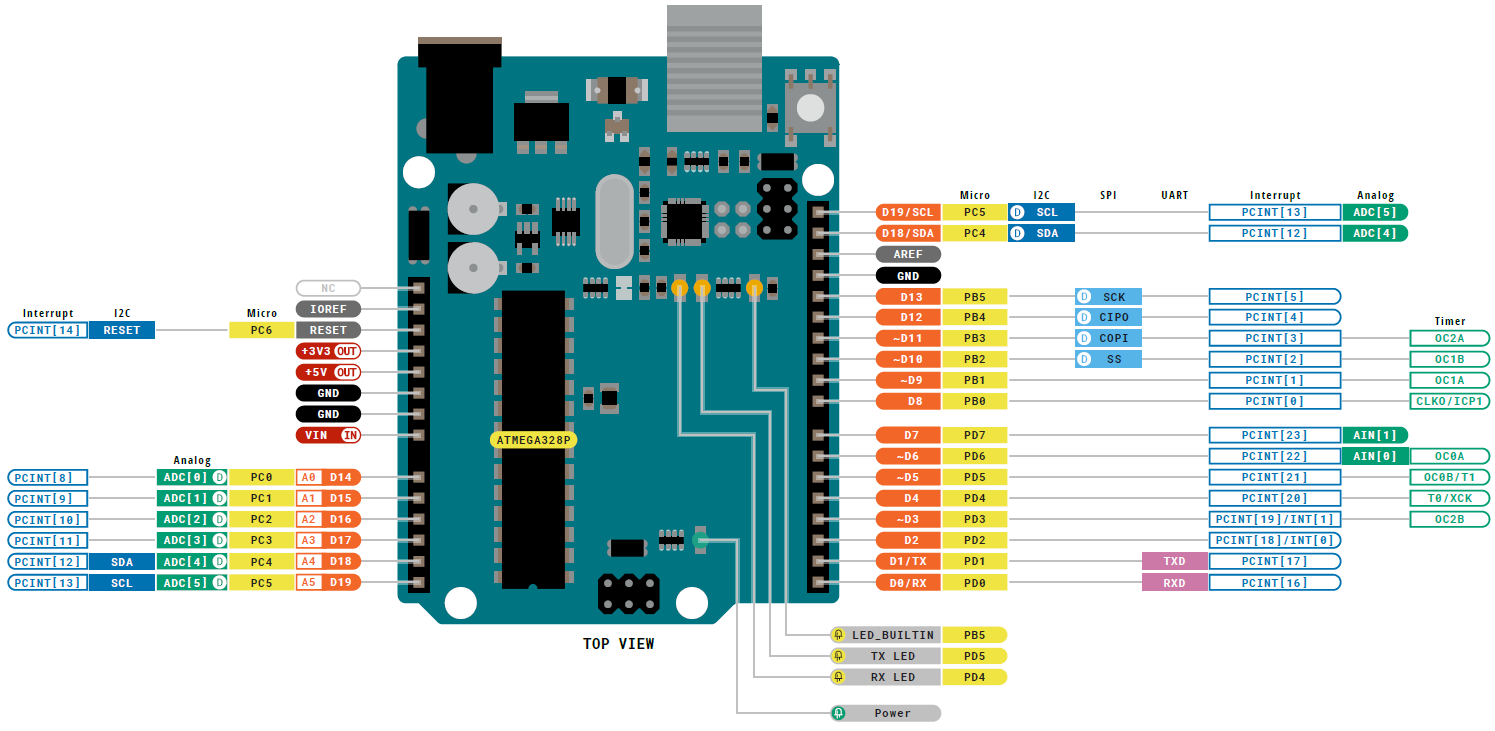 Micro I2C SPI UART Interrupt Analog
D19/SCL PC5 D SCL PCINT[13] ADC[5]
D18/SDA PC4 D SDA PCINT[12] ADC[4]
AREF
GND
NC
D13 PB5 D SCK PCINT[5]
IOREF
Interrupt I2C Micro
D12 PB4 D CIPO PCINT[4]
Timer
PCINT[14] RESET PC6 RESET
~D11 PB3 D COPI PCINT[3] OC2A
+3V3 OUT
~D10 PB2 D SS PCINT[2] OC1B
+5V OUT
~D9 PB1 PCINT[1] OC1A
GND
D8 PB0 PCINT[0] CLKO/ICP1
GND
VIN IN
D7 PD7 PCINT[23] AIN[1]
ATMEGA328P
~D6 PD6 PCINT[22] AIN[0] OC0A
Analog
PCINT[8] ADC[0] D PC0 A0 D14
~D5 PD5 PCINT[21] OC0B/T1
PCINT[9] ADC[1] D PC1 A1 D15
D4 PD4 PCINT[20] T0/XCK
PCINT[10] ADC[2] D PC2 A2 D16
~D3 PD3 PCINT[19]/INT[1] OC2B
PCINT[11] ADC[3] D PC3 A3 D17
D2 PD2 PCINT[18]/INT[0]
PCINT[12] SDA ADC[4] D PC4 A4 D18
D1/TX PD1 TXD PCINT[17]
PCINT[13] SCL ADC[5] D PC5 A5 D19
D0/RX PD0 RXD PCINT[16]
TOP VIEW
LED_BUILTIN PB5
TX LED PD5
RX LED PD4
Power